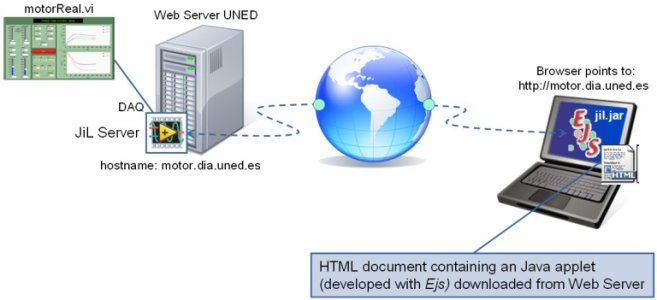 motorReal.vi
Web Server UNED
DAQ
JiL Server
hostname: motor.dia.uned.es
Browser points to:
http://motor.dia.uned.es
EJS
jil.jar
HTML
HTML document containing an Java applet
(developed with Ejs) downloaded from Web Server